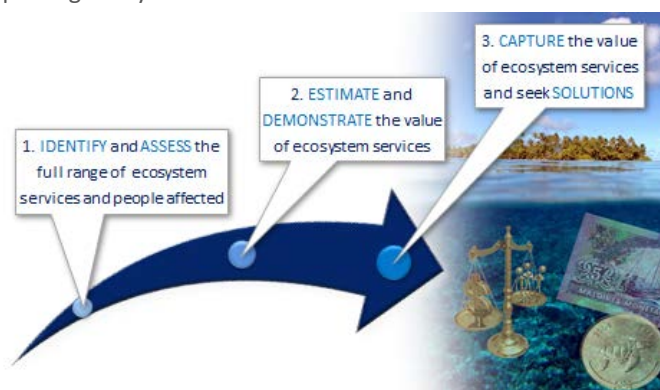 1. IDENTIFY and ASSESS the
full range of ecosystem
services and people affected
2. ESTIMATE and
DEMONSTRATE the value
of ecosystem services
3. CAPTURE the value
of ecosystem services
and seek SOLUTIONS